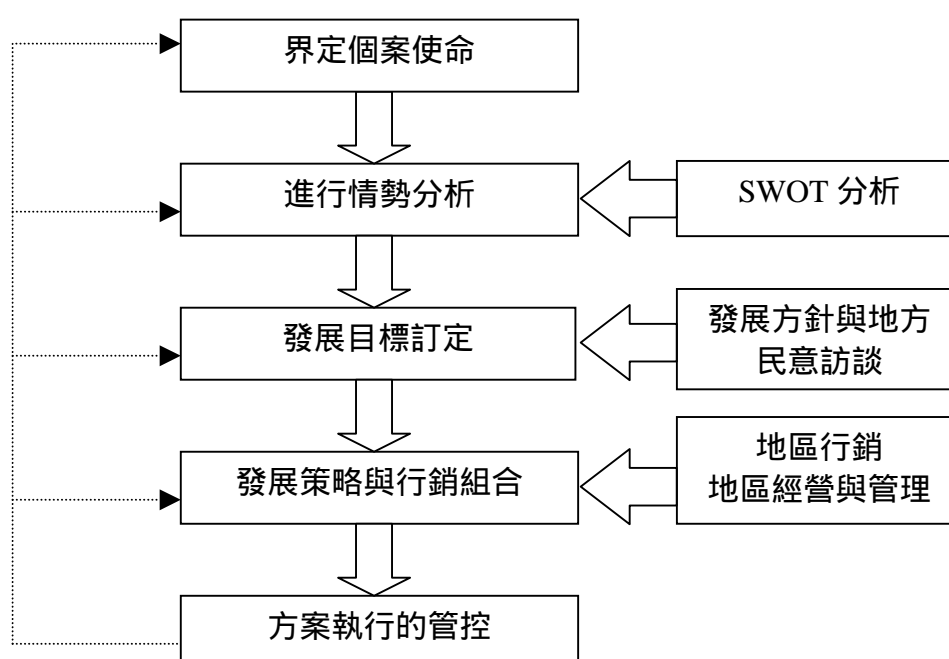 界定個案使命
進行情勢分析
SWOT 分析
發展目標訂定
發展方針與地方
民意訪談
發展策略與行銷組合
地區行銷
地區經營與管理
方案執行的管控